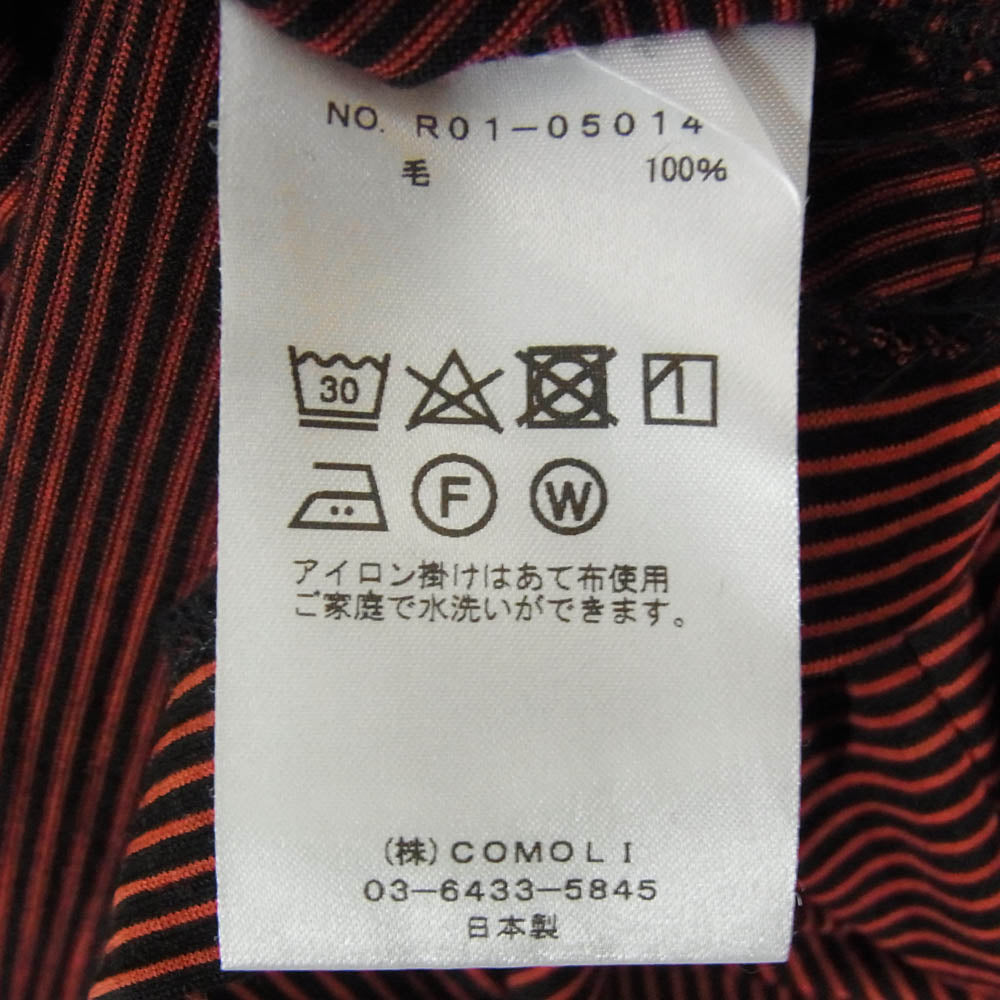 NO. R01-05014
毛 100%
30
F W
アイロン掛けはあて布使用
ご家庭で水洗いができます。
(株)COMOLI
03-6433-5845
日本製